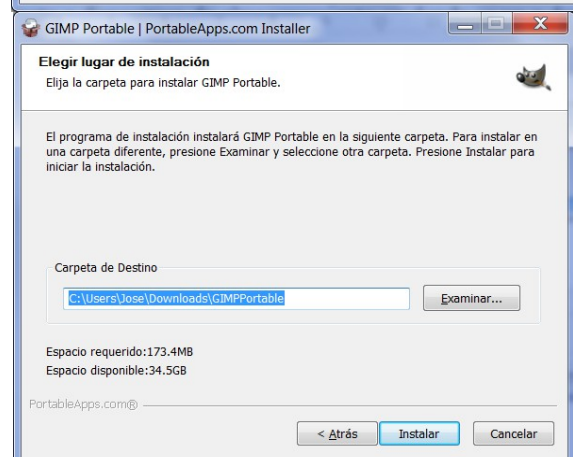 GIMP Portable | PortableApps.com Installer
Elegir lugar de instalación
Elija la carpeta para instalar GIMP Portable.
El programa de instalación instalará GIMP Portable en la siguiente carpeta. Para instalar en
una carpeta diferente, presione Examinar y seleccione otra carpeta. Presione Instalar para
iniciar la instalación.
Carpeta de Destino
C:\Users\Jose\Downloads\GIMPPortable
Examinar...
Espacio requerido:173.4MB
Espacio disponible:34.5GB
PortableApps.com®
< Atrás Instalar Cancelar